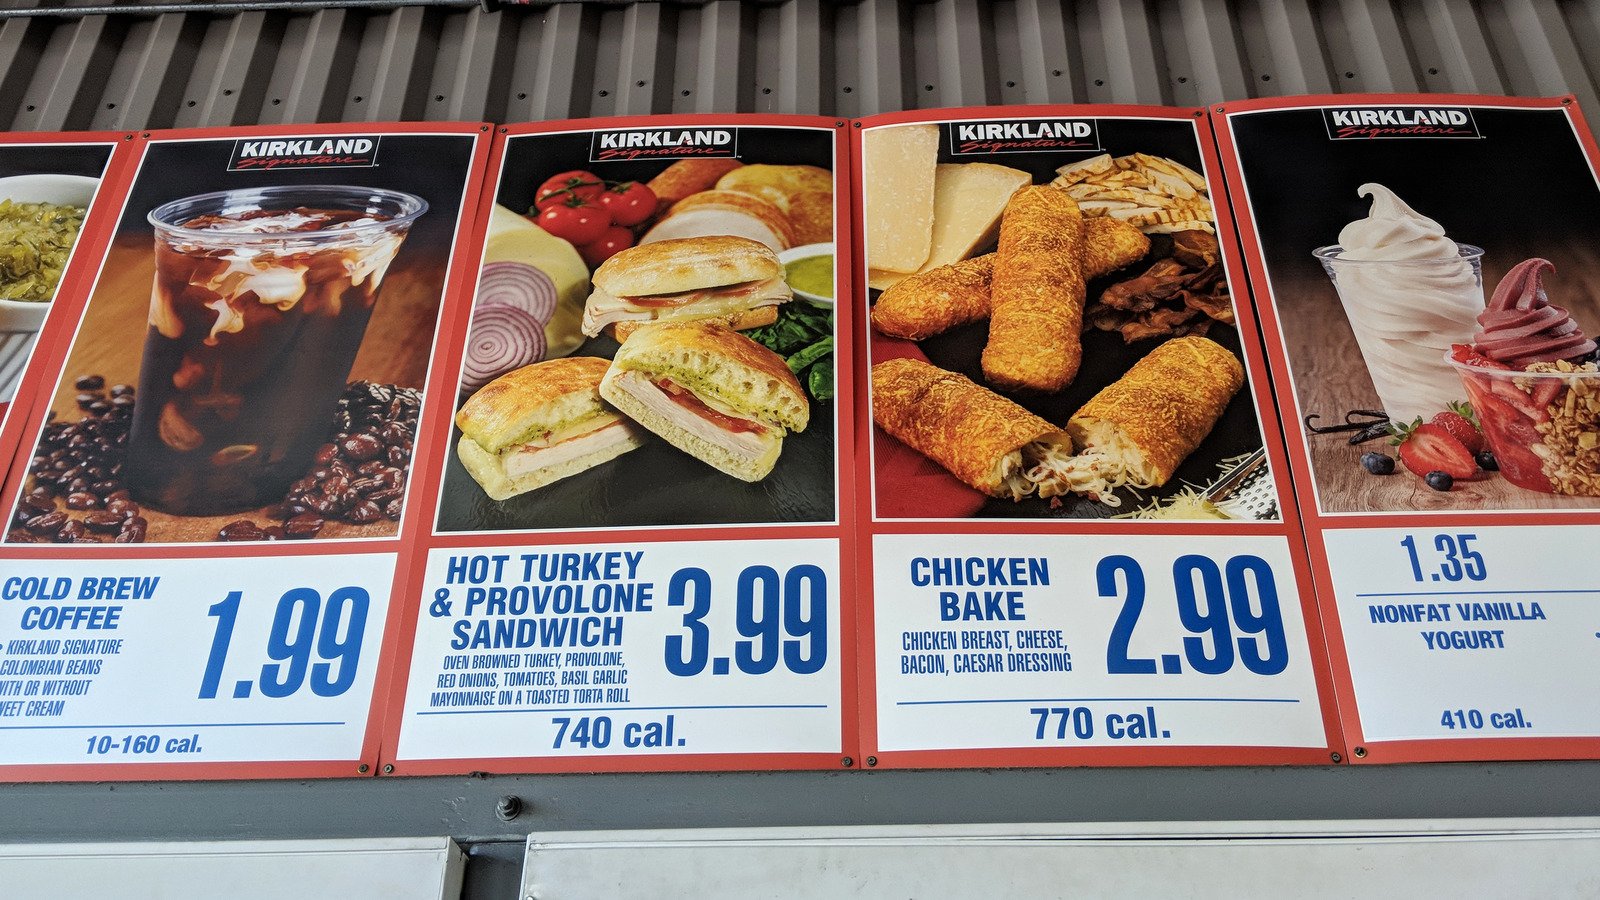 KIRKLAND
Signature
COLD BREW
COFFEE
1.99
• KIRKLAND SIGNATURE
COLOMBIAN BEANS
WITH OR WITHOUT
SWEET CREAM
10-160 cal.
KIRKLAND
Signature
HOT TURKEY
& PROVOLONE
SANDWICH
3.99
OVEN BROWNED TURKEY, PROVOLONE,
RED ONIONS, TOMATOES, BASIL GARLIC
MAYONNAISE ON A TOASTED TORTA ROLL
740 cal.
KIRKLAND
Signature
CHICKEN
BAKE
2.99
CHICKEN BREAST, CHEESE,
BACON, CAESAR DRESSING
770 cal.
KIRKLAND
Signature
1.35
NONFAT VANILLA
YOGURT
410 cal.